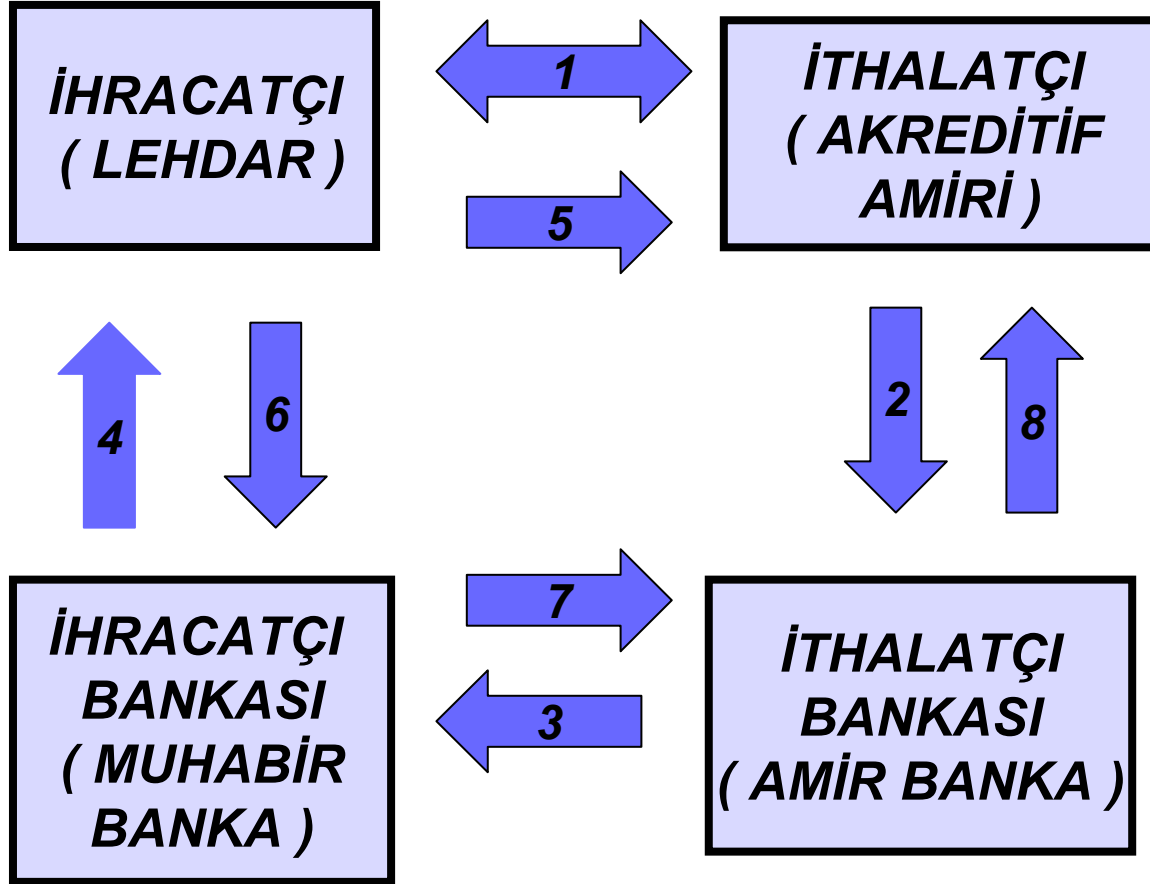 İHRACATÇI
( LEHDAR )
1
5
İTHALATÇI
( AKREDİTİF
AMİRİ )
4
6
2
8
İHRACATÇI
BANKASI
( MUHABİR
BANKA )
7
3
İTHALATÇI
BANKASI
( AMİR BANKA )